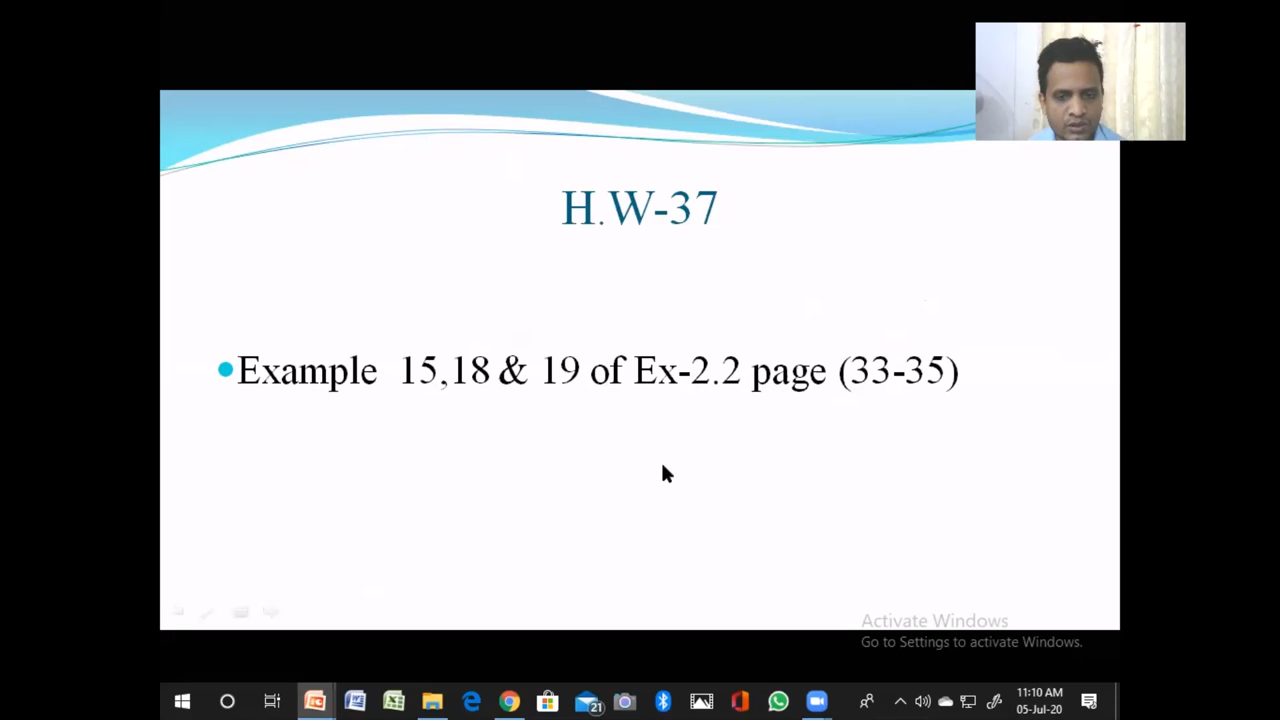 H.W-37
Example 15,18 & 19 of Ex-2.2 page (33-35)
Activate Windows
Go to Settings to activate Windows.
21
11:10 AM
05-Jul-20